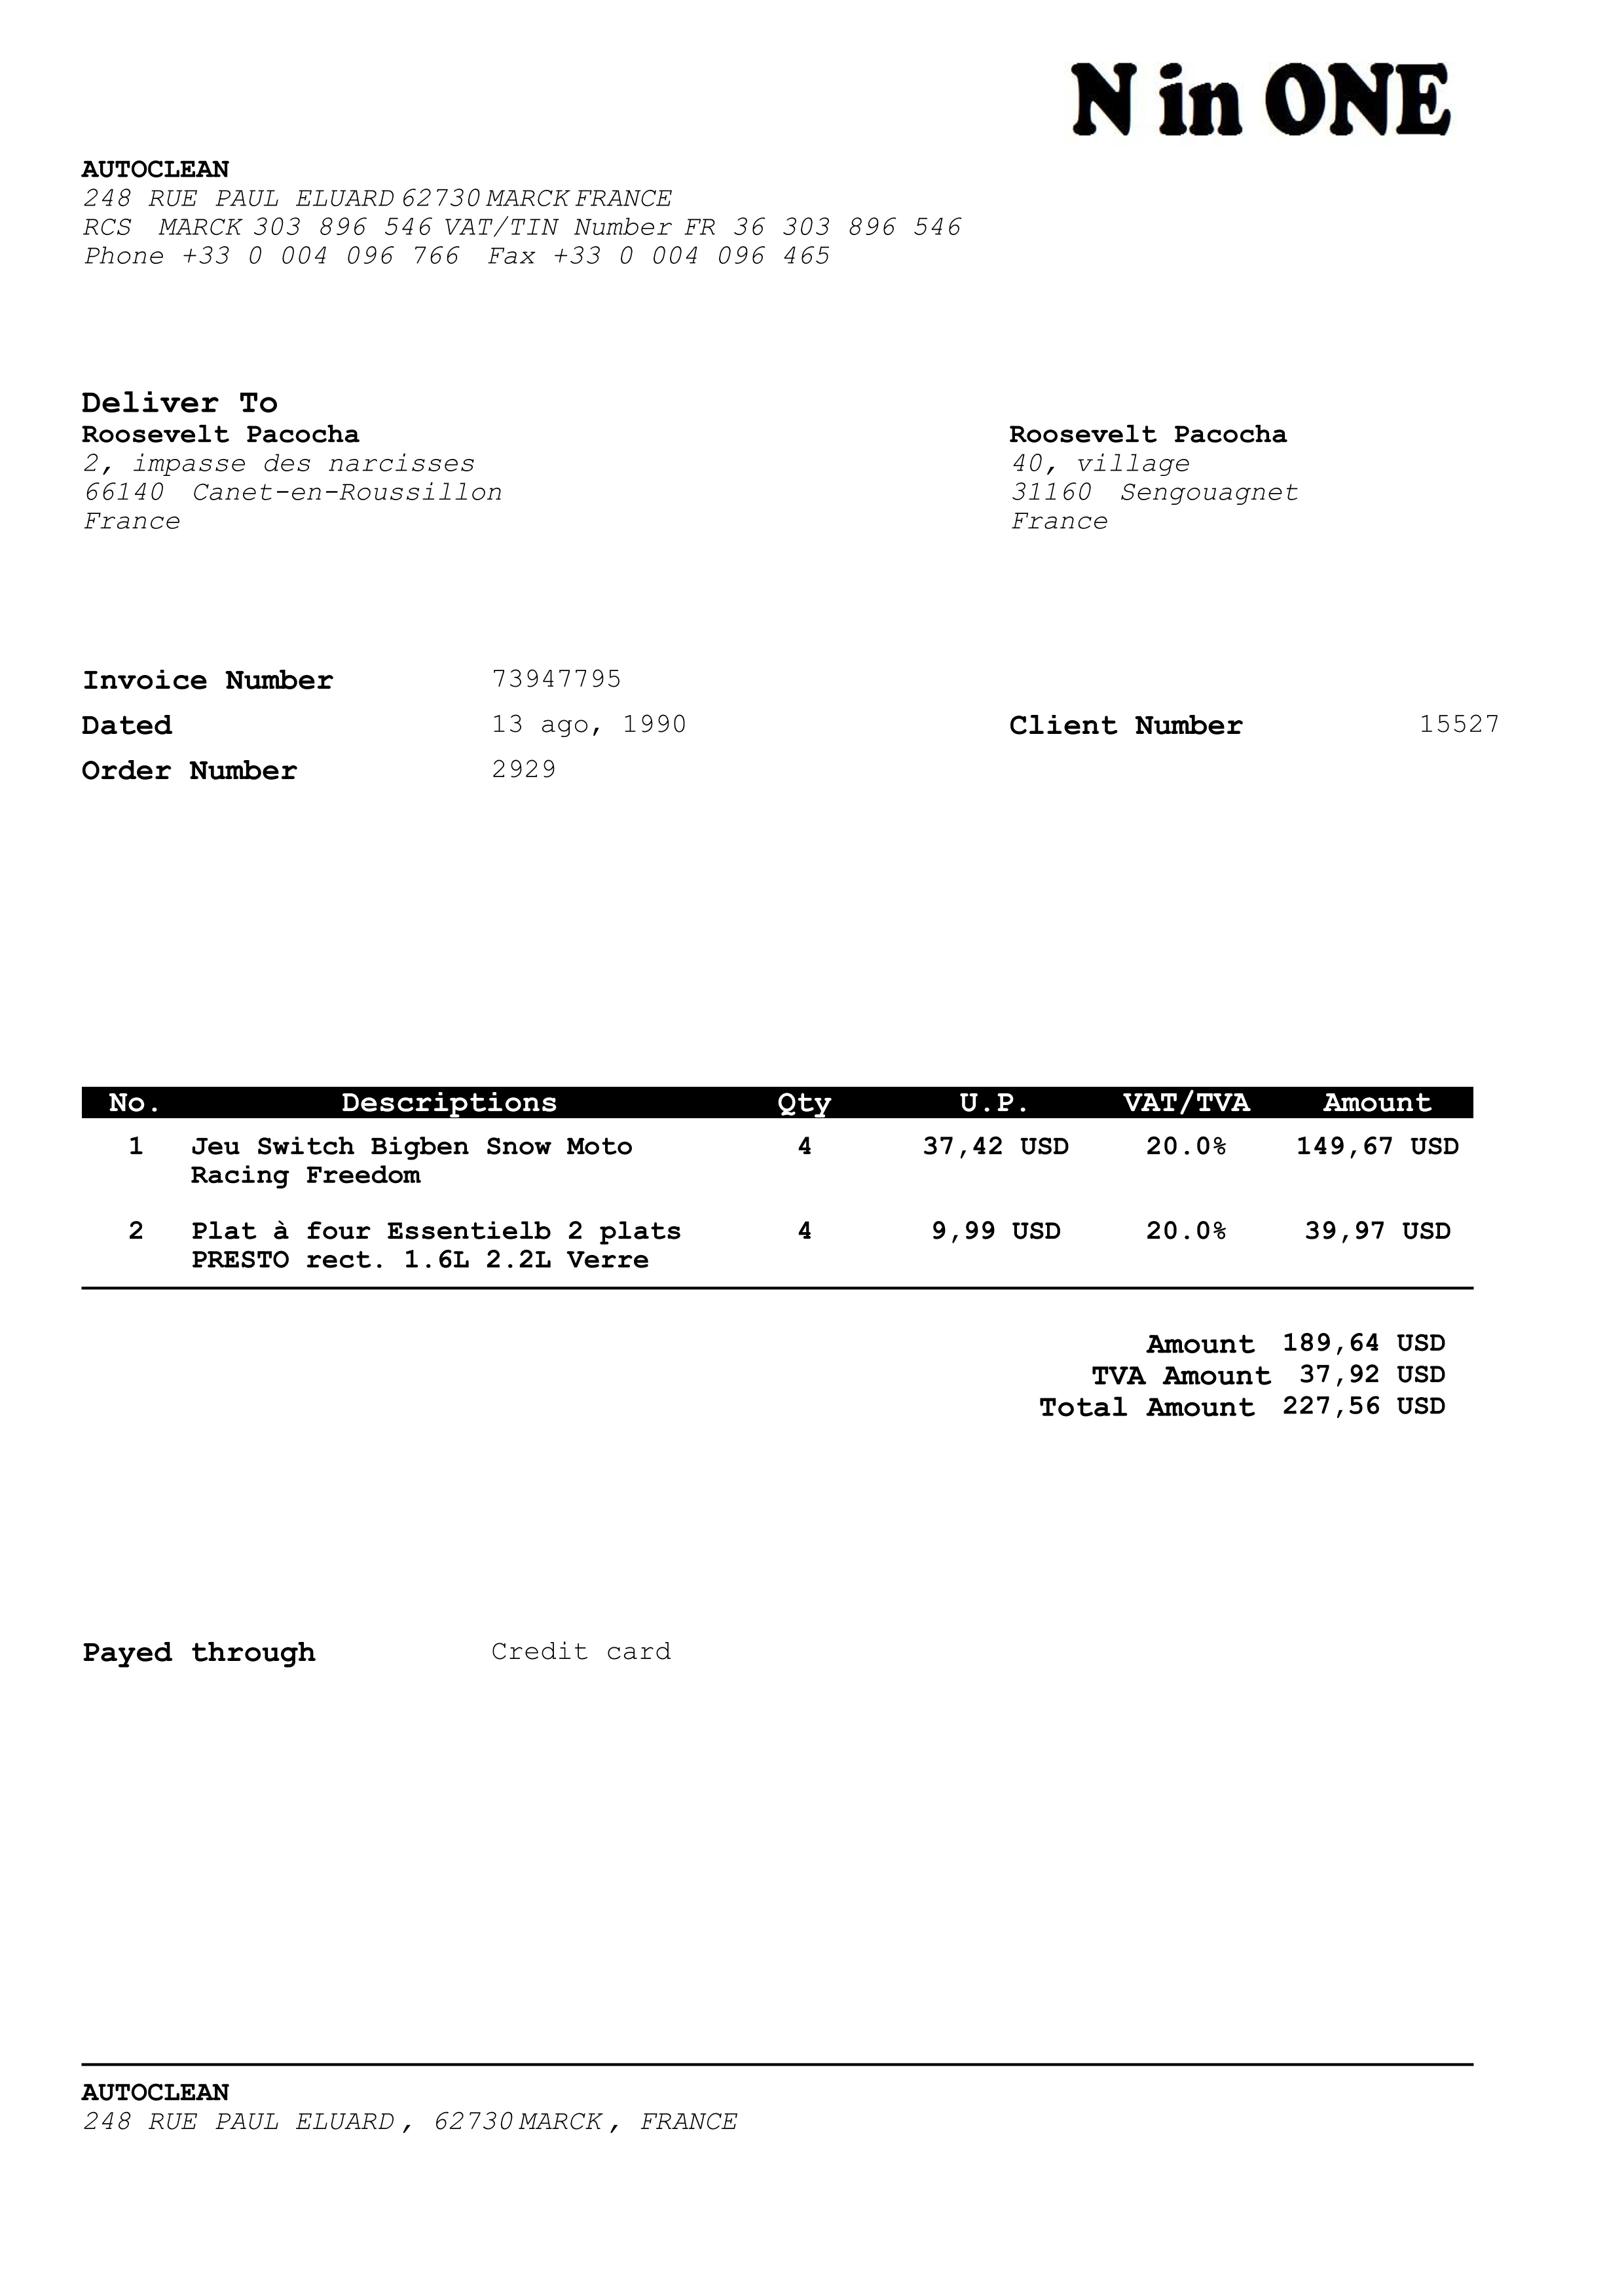 N in ONE
AUTOCLEAN
248 RUE PAUL ELUARD 62730 MARCK FRANCE
RCS MARCK 303 896 546 VAT/TIN Number FR 36 303 896 546
Phone +33 0 004 096 766 Fax +33 0 004 096 465
Deliver To
Roosevelt Pacocha
2, impasse des narcisses
66140 Canet-en-Roussillon
France
Roosevelt Pacocha
40, village
31160 Sengouagnet
France
Invoice Number 73947795
Dated 13 ago, 1990 Client Number 15527
Order Number 2929
No. Descriptions Qty U.P. VAT/TVA Amount
1 Jeu Switch Bigben Snow Moto 4 37,42 USD 20.0% 149,67 USD
Racing Freedom
2 Plat à four Essentielb 2 plats 4 9,99 USD 20.0% 39,97 USD
PRESTO rect. 1.6L 2.2L Verre
Amount 189,64 USD
TVA Amount 37,92 USD
Total Amount 227,56 USD
Payed through Credit card
AUTOCLEAN
248 RUE PAUL ELUARD, 62730 MARCK, FRANCE